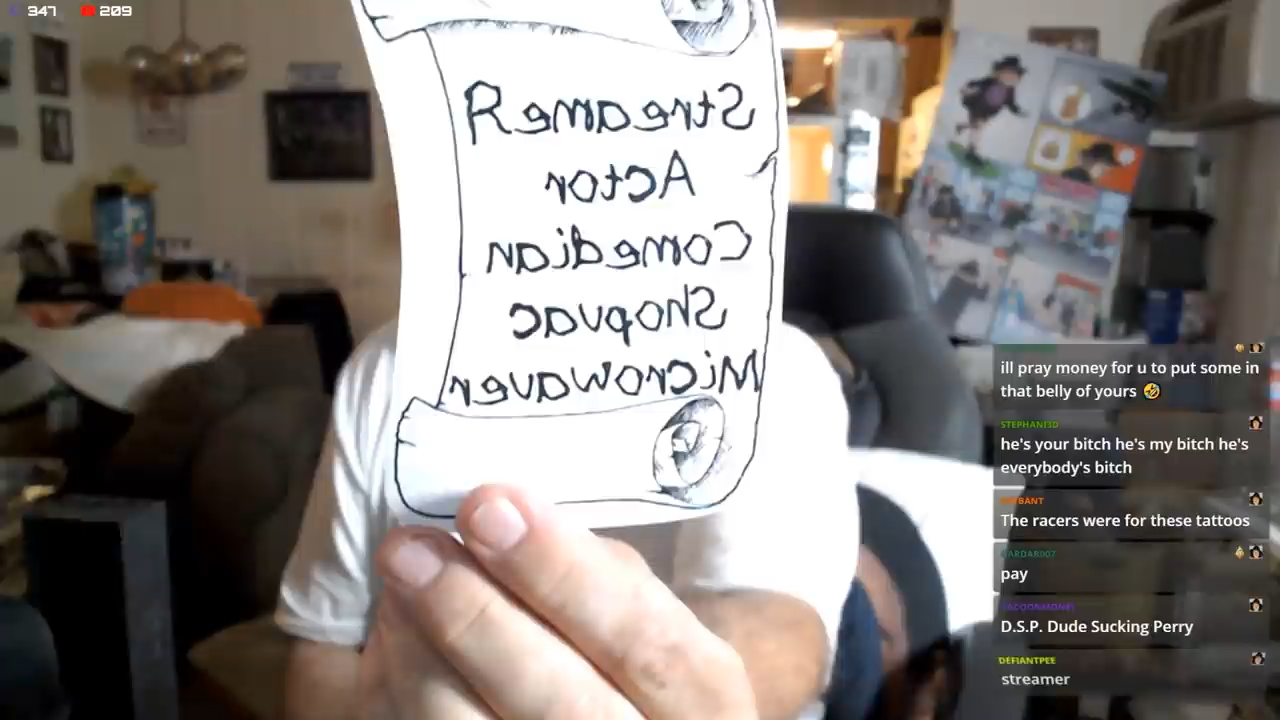 347
209
StreameR
Actor
Comedian
Shopvac
Microwaver
ill pray money for u to put some in
that belly of yours 🤣
STEPHANI3D
he's your bitch he's my bitch he's
everybody's bitch
The racers were for these tattoos
pay
D.S.P. Dude Sucking Perry
DEFIANTPEE
streamer